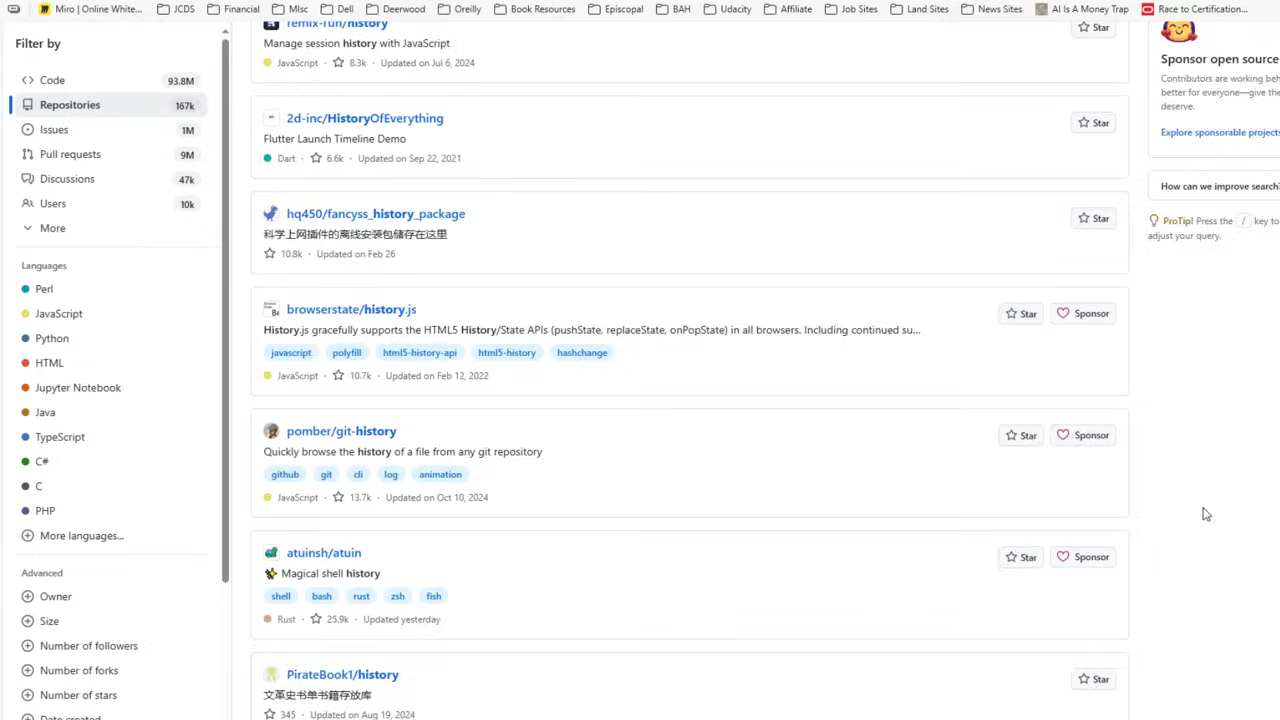 Miro | Online White...
JCDS
Financial
MIsc
Dell
Deerwood
Orielly
Book Resources
Episcopal
BAH
Udacity
Affiliate
Job Sites
Land Sites
News Sites
AI Is A Money Trap
Race to Certification...
Filter by
Code 93.8M
Repositories 167k
Issues 1M
Pull requests 9M
Discussions 47k
Users 10k
More
Languages
Perl
JavaScript
Python
HTML
Jupyter Notebook
Java
TypeScript
C#
C
PHP
More languages...
Advanced
Owner
Size
Number of followers
Number of forks
Number of stars
Date created
remix-run/history
Star
Manage session history with JavaScript
JavaScript · 8.3k · Updated on Jul 6, 2024
2d-inc/HistoryOfEverything
Star
Flutter Launch Timeline Demo
Dart · 6.6k · Updated on Sep 22, 2021
hq450/fancyss_history_package
Star
科学上网插件的离线安装包储存在这里
10.8k · Updated on Feb 26
browserstate/history.js
Star
Sponsor
History.js gracefully supports the HTML5 History/State APIs (pushState, replaceState, onPopState) in all browsers. Including continued su...
javascript polyfill html5-history-api html5-history hashchange
JavaScript · 10.7k · Updated on Feb 12, 2022
pomber/git-history
Star
Sponsor
Quickly browse the history of a file from any git repository
github git cli log animation
JavaScript · 13.7k · Updated on Oct 10, 2024
atuinsh/atuin
Star
Sponsor
Magical shell history
shell bash rust zsh fish
Rust · 25.9k · Updated yesterday
PirateBook1/history
Star
文革史书单书籍存放库
345 · Updated on Aug 19, 2024
Sponsor open source
Contributors are working beh
better for everyone—give the
deserve.
Explore sponsorable projects
How can we improve search?
ProTip! Press the / key to
adjust your query.